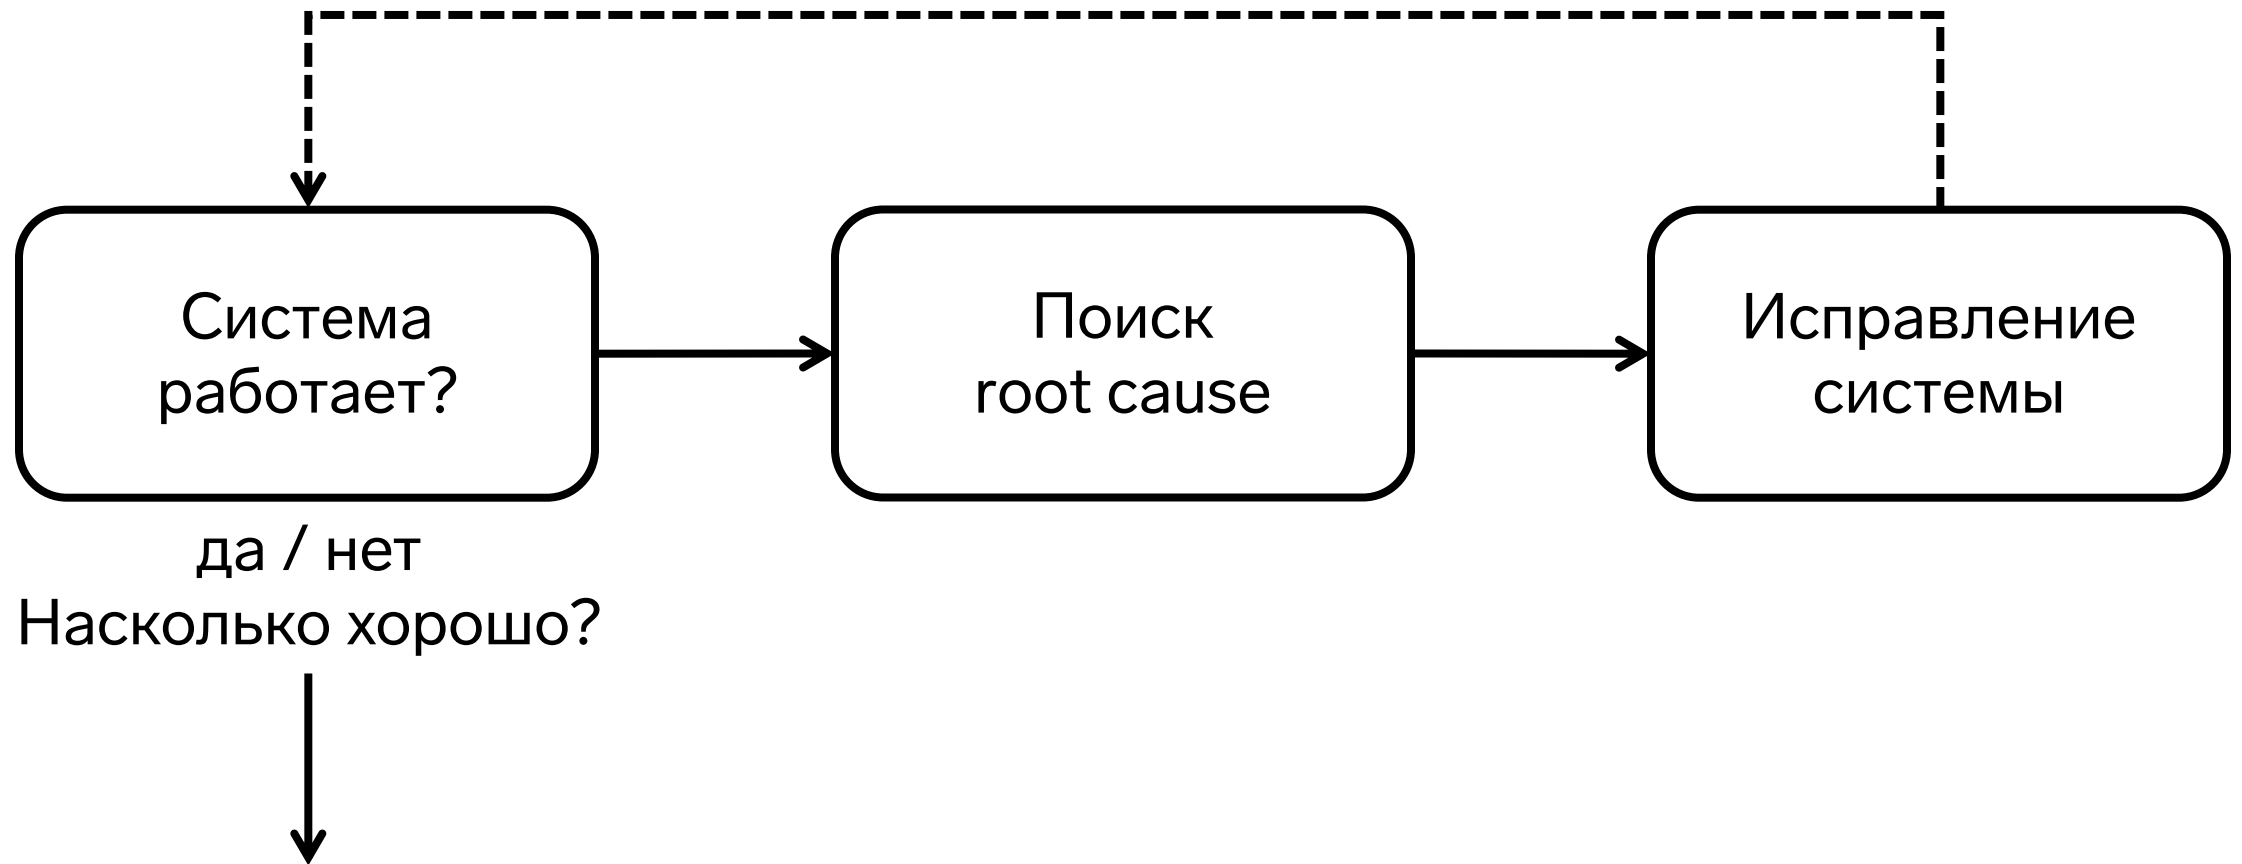 Система
работает?
Поиск
root cause
Исправление
системы
да / нет
Насколько хорошо?